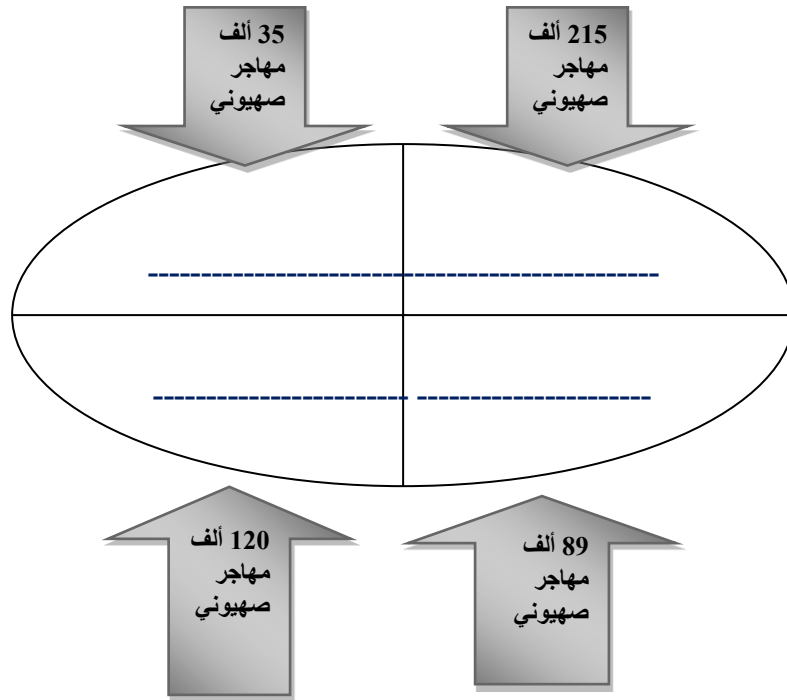 215 ألف
مهاجر
صهيوني
35 ألف
مهاجر
صهيوني
89 ألف
مهاجر
صهيوني
120 ألف
مهاجر
صهيوني